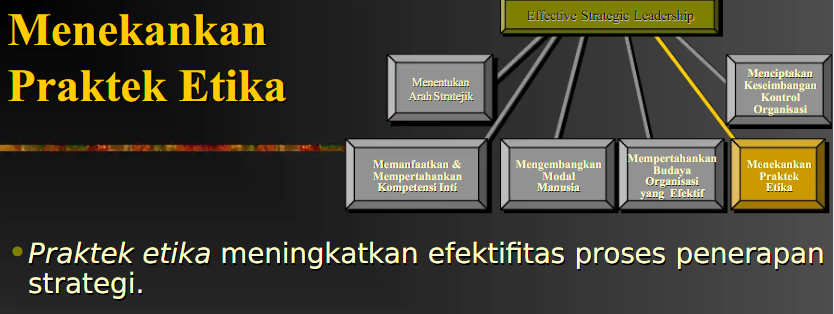 Menekankan
Praktek Etika
Effective Strategic Leadership
Menentukan
Arah Stratejik
Menciptakan
Keseimbangan
Kontrol
Organisasi
Memanfaatkan &
Mempertahankan
Kompetensi Inti
Mengembangkan
Modal
Manusia
Mempertahankan
Budaya
Organisasi
yang Efektif
Menekankan
Praktek
Etika
Praktek etika meningkatkan efektifitas proses penerapan
strategi.